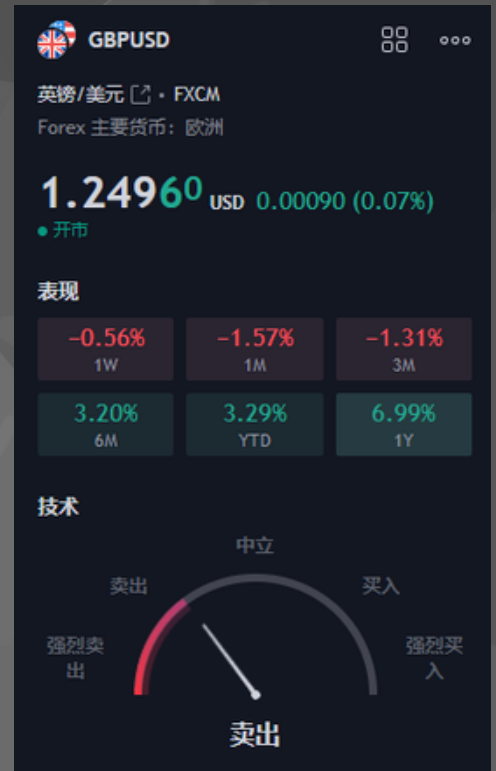 GBPUSD
英镑/美元 · FXCM
Forex 主要货币：欧洲
1.24960 USD 0.00090 (0.07%)
开市
表现
−0.56% −1.57% −1.31%
1W 1M 3M
3.20% 3.29% 6.99%
6M YTD 1Y
技术
中立
卖出 买入
强烈卖 强烈买
出 入
卖出